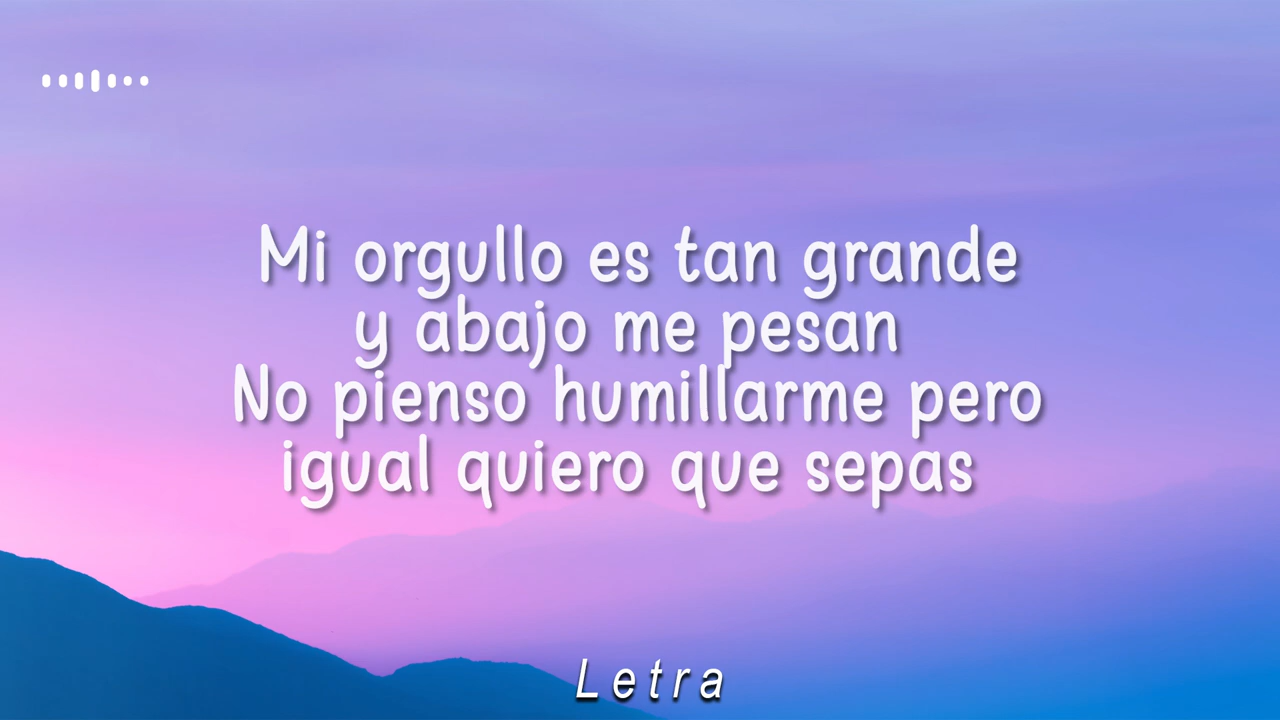 Mi orgullo es tan grande
y abajo me pesan
No pienso humillarme pero
igual quiero que sepas
Letra